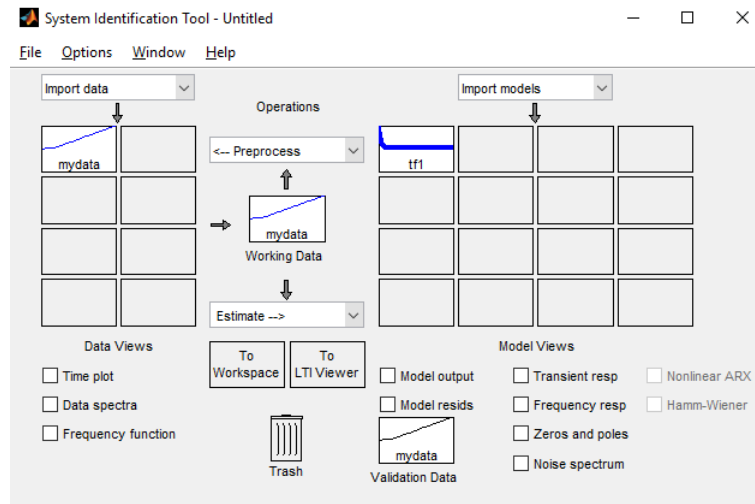 System Identification Tool - Untitled
File Options Window Help
Import data
Import models
Operations
mydata
<-- Preprocess
tf1
mydata
Working Data
Estimate -->
Data Views
Model Views
To Workspace
To LTI Viewer
Time plot
Data spectra
Frequency function
Model output
Model resids
Transient resp
Frequency resp
Zeros and poles
Noise spectrum
Nonlinear ARX
Hamm-Wiener
Trash
mydata
Validation Data